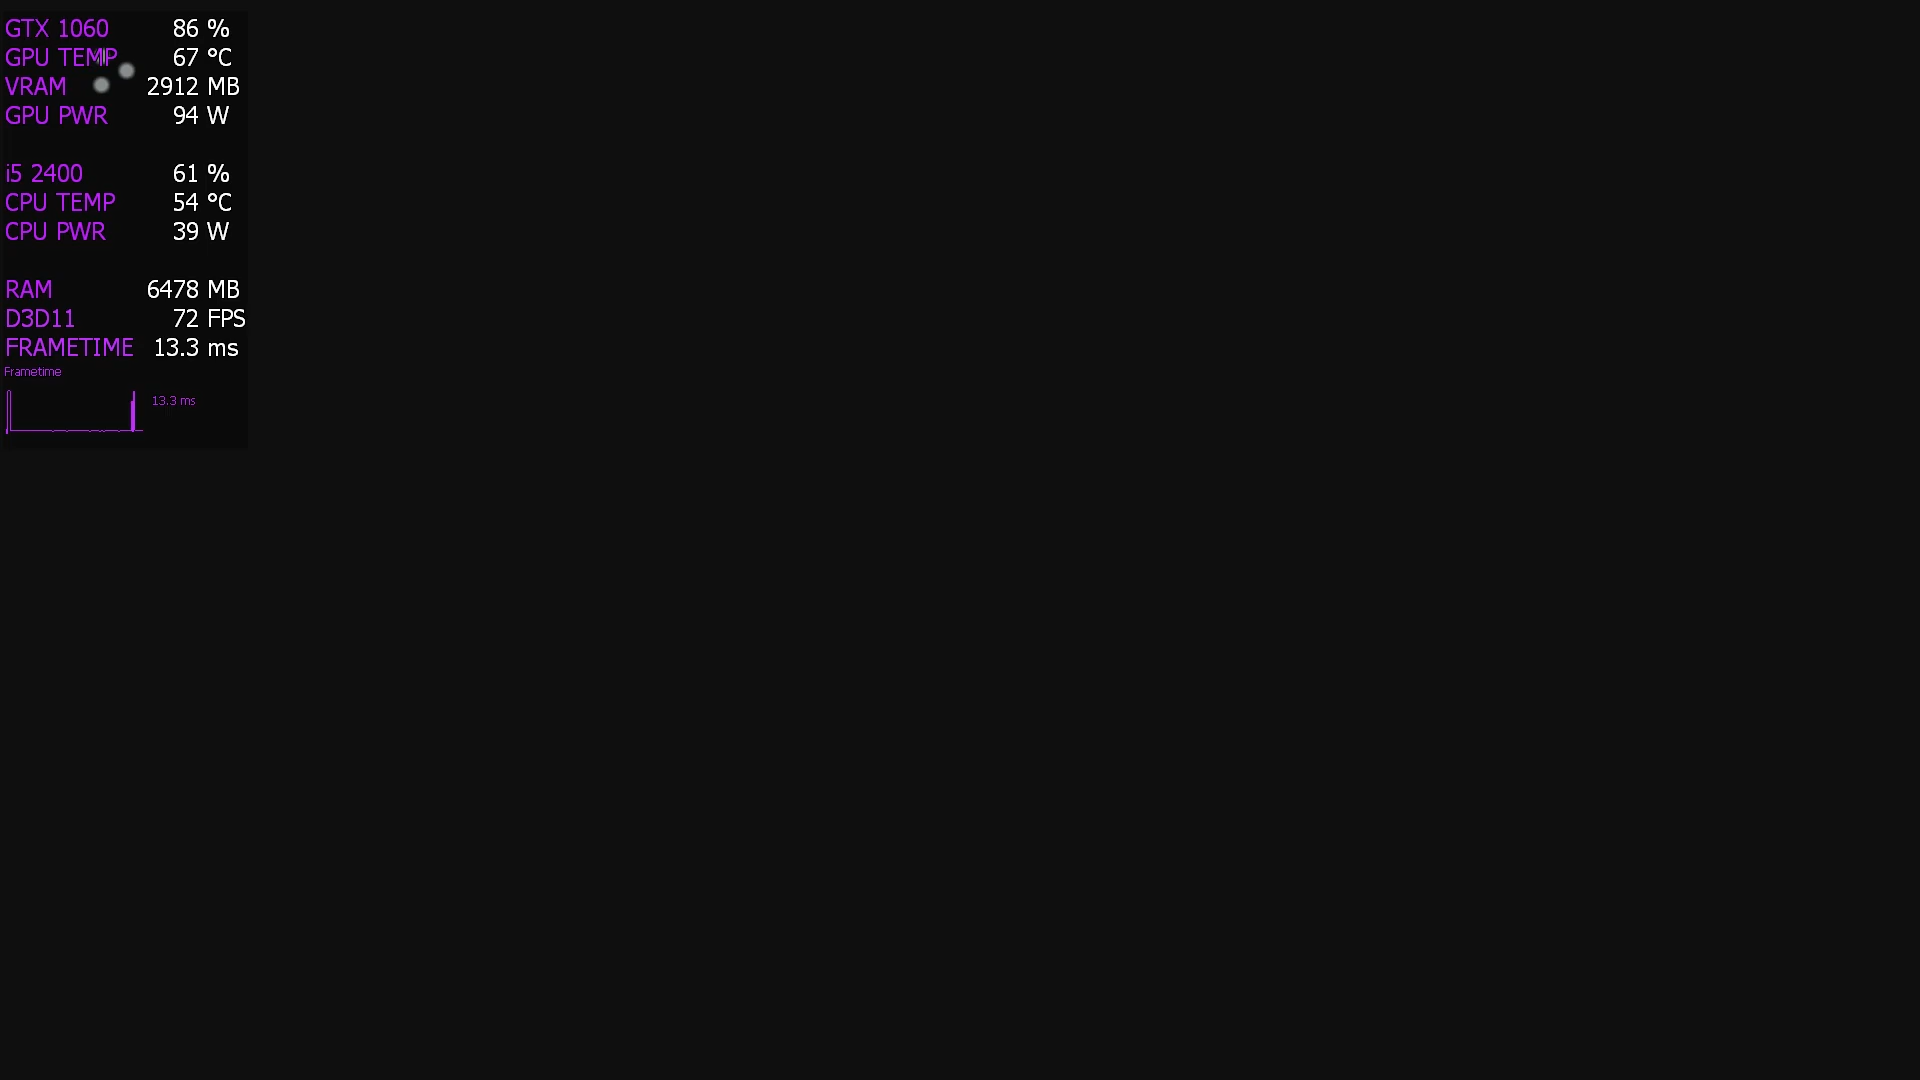 GTX 1060 86 %
GPU TEMP 67 °C
VRAM 2912 MB
GPU PWR 94 W
i5 2400 61 %
CPU TEMP 54 °C
CPU PWR 39 W
RAM 6478 MB
D3D11 72 FPS
FRAMETIME 13.3 ms
Frametime
13.3 ms